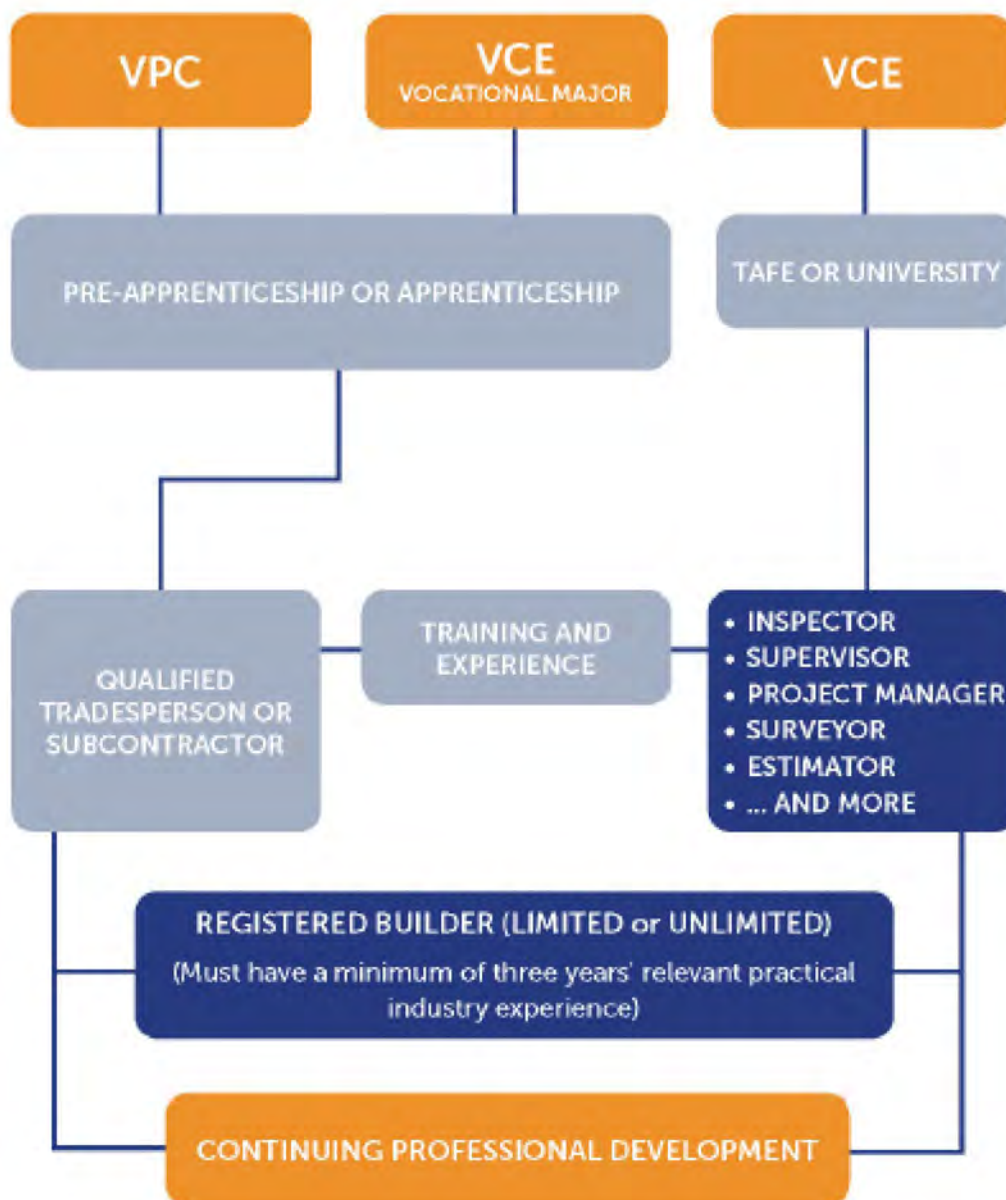 VPC
VCE
VOCATIONAL MAJOR
VCE
PRE-APPRENTICESHIP OR APPRENTICESHIP
TAFE OR UNIVERSITY
QUALIFIED
TRADESPERSON OR
SUBCONTRACTOR
TRAINING AND
EXPERIENCE
• INSPECTOR
• SUPERVISOR
• PROJECT MANAGER
• SURVEYOR
• ESTIMATOR
• ... AND MORE
REGISTERED BUILDER (LIMITED or UNLIMITED)
(Must have a minimum of three years' relevant practical
industry experience)
CONTINUING PROFESSIONAL DEVELOPMENT